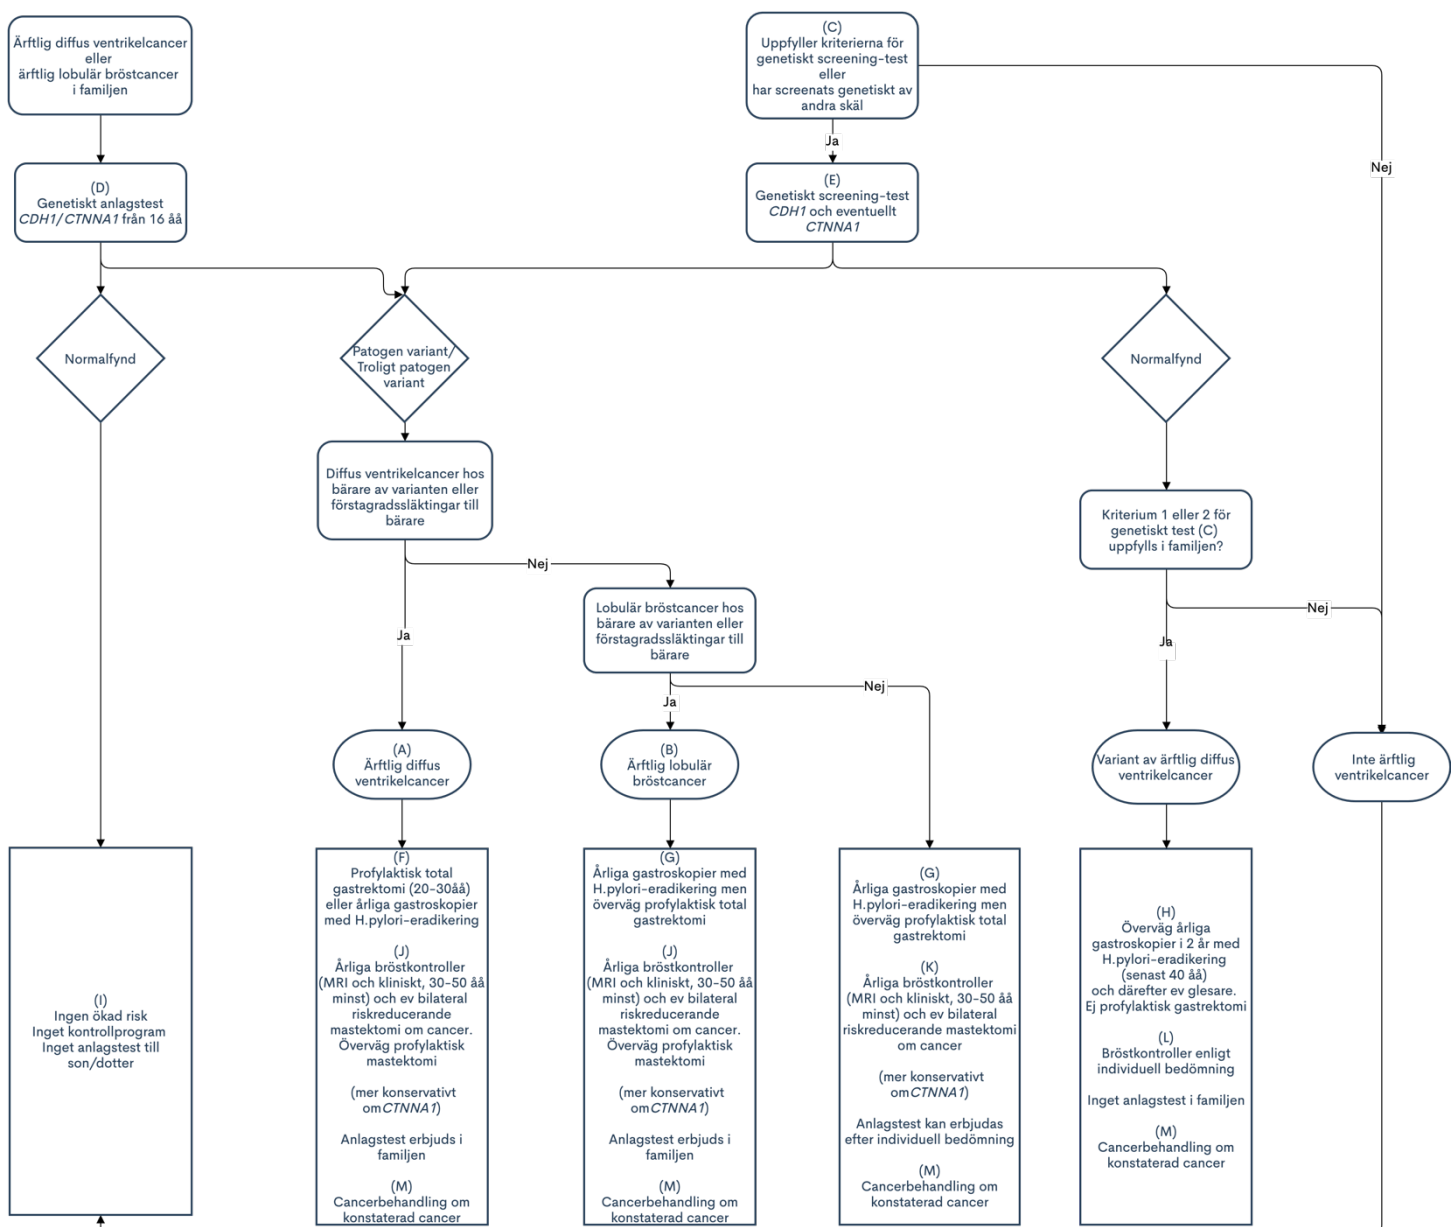 Ärftlig diffus ventrikelcancer
eller
ärftlig lobulär bröstcancer
i familjen
(C)
Uppfyller kriterierna för
genetiskt screening-test
eller
har screenats genetiskt av
andra skäl
Ja
Nej
(D)
Genetiskt anlagstest
CDH1/CTNNA1 från 16 åå
(E)
Genetiskt screening-test
CDH1 och eventuellt
CTNNA1
Normalfynd
Patogen variant/
Troligt patogen
variant
Normalfynd
Diffus ventrikelcancer hos
bärare av varianten eller
förstagradssläktingar till
bärare
Kriterium 1 eller 2 för
genetiskt test (C)
uppfylls i familjen?
Nej
Ja
Lobulär bröstcancer hos
bärare av varianten eller
förstagradssläktingar till
bärare
Nej
Ja
Nej
Ja
(A)
Ärftlig diffus
ventrikelcancer
(B)
Ärftlig lobulär
bröstcancer
Variant av ärftlig diffus
ventrikelcancer
Inte ärftlig
ventrikelcancer
(I)
Ingen ökad risk
Inget kontrollprogram
Inget anlagstest till
son/dotter
(F)
Profylaktisk total
gastrektomi (20-30åå)
eller årliga gastroskopier
med H.pylori-eradikering
(J)
Årliga bröstkontroller
(MRI och kliniskt, 30-50 åå
minst) och ev bilateral
riskreducerande
mastektomi om cancer.
Överväg profylaktisk
mastektomi
(mer konservativt
omCTNNA1)
Anlagstest erbjuds i
familjen
(M)
Cancerbehandling om
konstaterad cancer
(G)
Årliga gastroskopier med
H.pylori-eradikering men
överväg profylaktisk total
gastrektomi
(J)
Årliga bröstkontroller
(MRI och kliniskt, 30-50 åå
minst) och ev bilateral
riskreducerande
mastektomi om cancer.
Överväg profylaktisk
mastektomi
(mer konservativt
omCTNNA1)
Anlagstest erbjuds i
familjen
(M)
Cancerbehandling om
konstaterad cancer
(G)
Årliga gastroskopier med
H.pylori-eradikering men
överväg profylaktisk total
gastrektomi
(K)
Årliga bröstkontroller
(MRI och kliniskt, 30-50 åå
minst) och ev bilateral
riskreducerande mastektomi
om cancer
(mer konservativt
omCTNNA1)
Anlagstest kan erbjudas
efter individuell bedömning
(M)
Cancerbehandling om
konstaterad cancer
(H)
Överväg årliga
gastroskopier i 2 år med
H.pylori-eradikering
(senast 40 åå)
och därefter ev glesare.
Ej profylaktisk gastrektomi
(L)
Bröstkontroller enligt
individuell bedömning
Inget anlagstest i familjen
(M)
Cancerbehandling om
konstaterad cancer